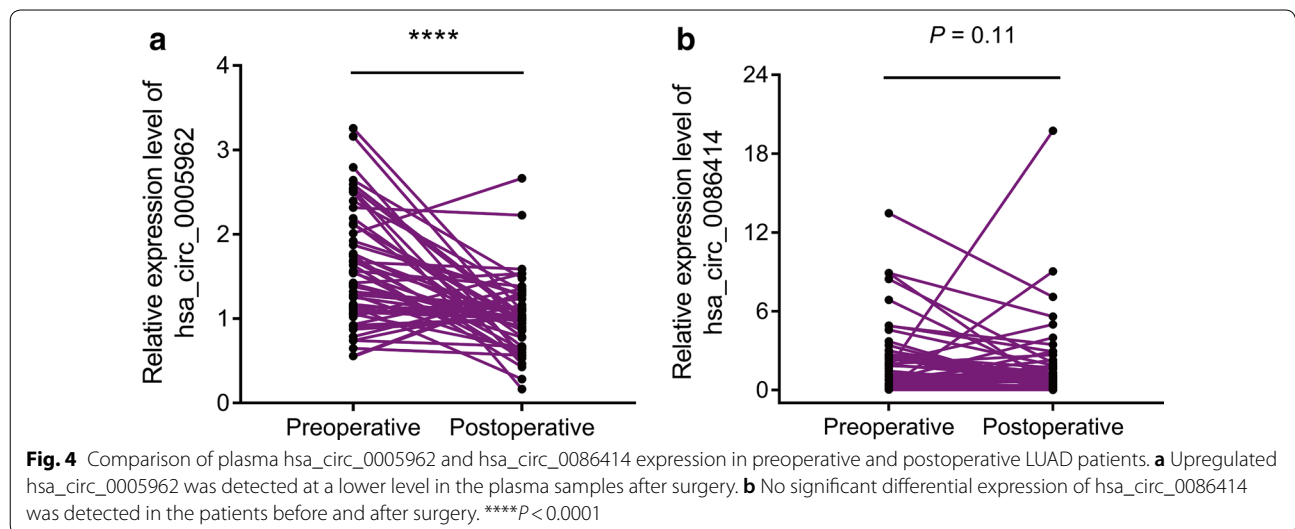 a
****
Relative expression level of
hsa_circ_0005962
4
3
2
1
0
Preoperative Postoperative
b
P = 0.11
Relative expression level of
hsa_circ_0086414
24
18
12
6
0
Preoperative Postoperative
Fig. 4 Comparison of plasma hsa_circ_0005962 and hsa_circ_0086414 expression in preoperative and postoperative LUAD patients. a Upregulated
hsa_circ_0005962 was detected at a lower level in the plasma samples after surgery. b No significant differential expression of hsa_circ_0086414
was detected in the patients before and after surgery. ****P < 0.0001